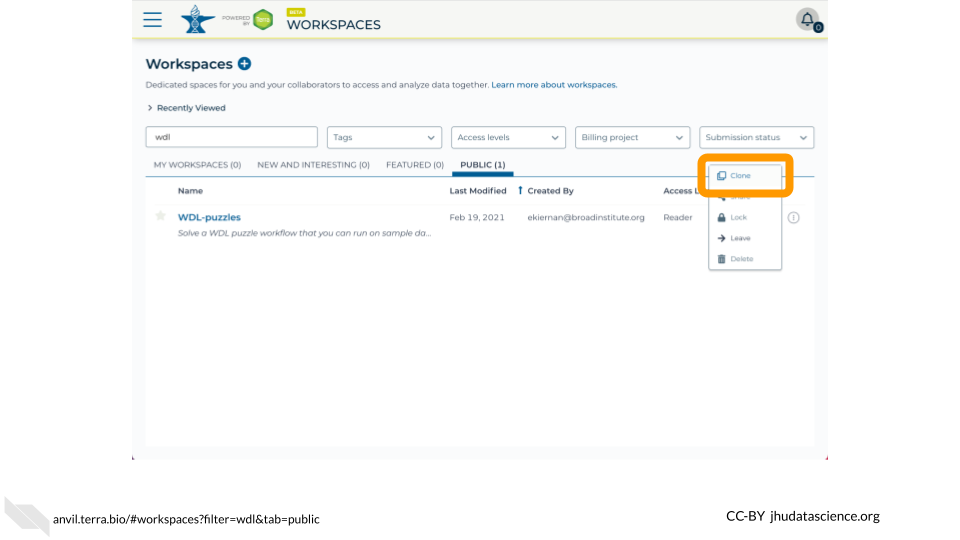 POWERED BY Terra
BETA
WORKSPACES
0
Workspaces
Dedicated spaces for you and your collaborators to access and analyze data together. Learn more about workspaces.
Recently Viewed
wdl
Tags
Access levels
Billing project
Submission status
MY WORKSPACES (0) NEW AND INTERESTING (0) FEATURED (0) PUBLIC (1)
Name Last Modified Created By Access L
Clone
Share
WDL-puzzles Feb 19, 2021 ekiernan@broadinstitute.org Reader
Lock
Solve a WDL puzzle workflow that you can run on sample da...
Leave
Delete
anvil.terra.bio/#workspaces?filter=wdl&tab=public
CC-BY jhudatascience.org